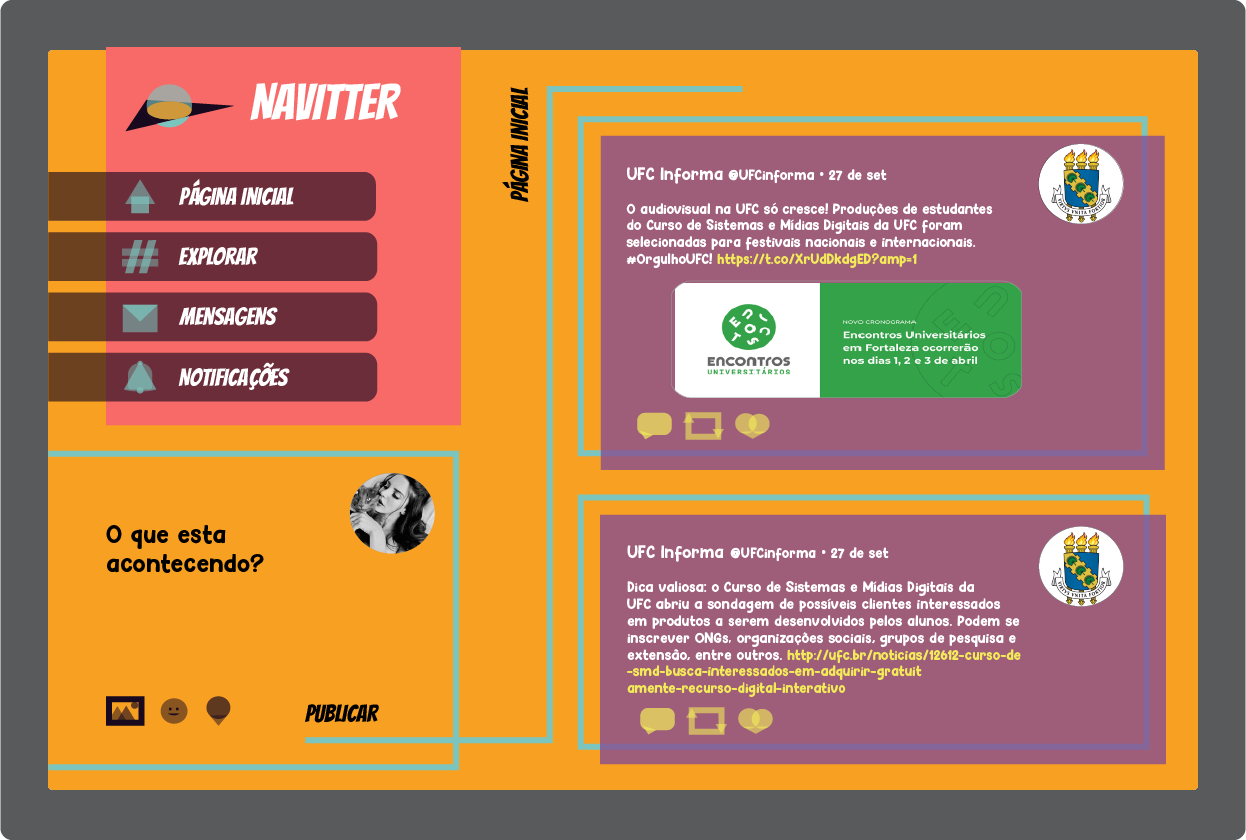 NAVITTER
PÁGINA INICIAL
EXPLORAR
MENSAGENS
NOTIFICAÇÕES
O que esta
acontecendo?
PUBLICAR
PÁGINA INICIAL
UFC Informa @UFCinforma • 27 de set
O audiovisual na UFC só cresce! Produções de estudantes
do Curso de Sistemas e Mídias Digitais da UFC foram
selecionadas para festivais nacionais e internacionais.
#OrgulhoUFC! https://t.co/XrUdDkdgED?amp=1
ENCONTROS
UNIVERSITÁRIOS
NOVO CRONOGRAMA
Encontros Universitários
em Fortaleza ocorrerão
nos dias 1, 2 e 3 de abril
UFC Informa @UFCinforma • 27 de set
VIRTUS UNITA FORTIOR
Dica valiosa: o Curso de Sistemas e Mídias Digitais da
UFC abriu a sondagem de possíveis clientes interessados
em produtos a serem desenvolvidos pelos alunos. Podem se
inscrever ONGs, organizações sociais, grupos de pesquisa e
extensão, entre outros. http://ufc.br/noticias/12612-curso-de
-smd-busca-interessados-em-adquirir-gratuit
amente-recurso-digital-interativo